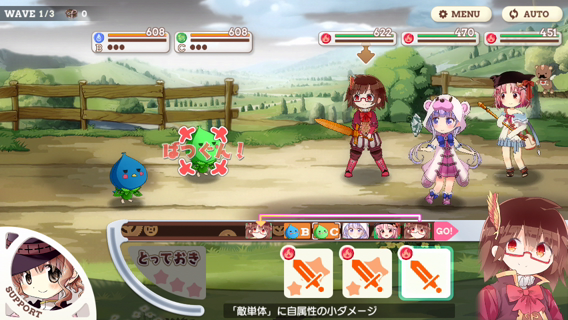 WAVE 1/3 0
MENU
AUTO
B 608
C 608
622
470
451
ばつぐん!
B
C
GO!
とっておき
SUPPORT
「敵単体」に自属性の小ダメージ